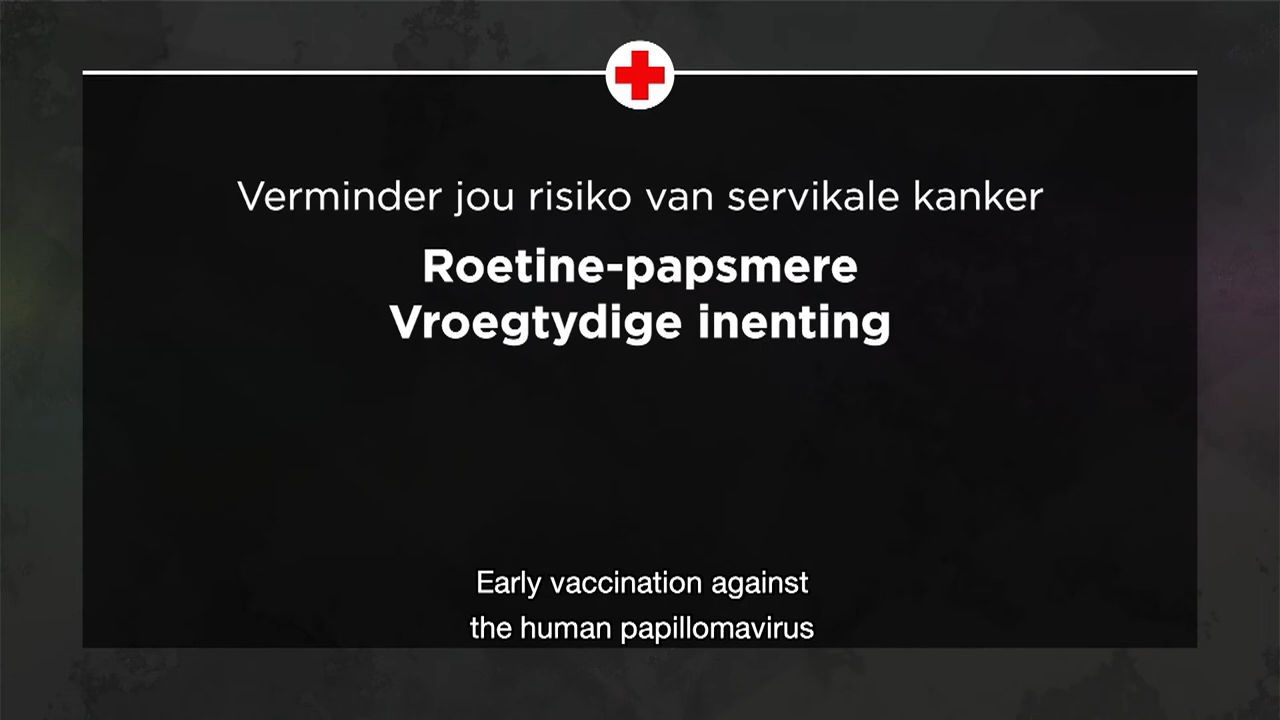 Verminder jou risiko van servikale kanker
Roetine-papsmere
Vroegtydige inenting
Early vaccination against
the human papillomavirus